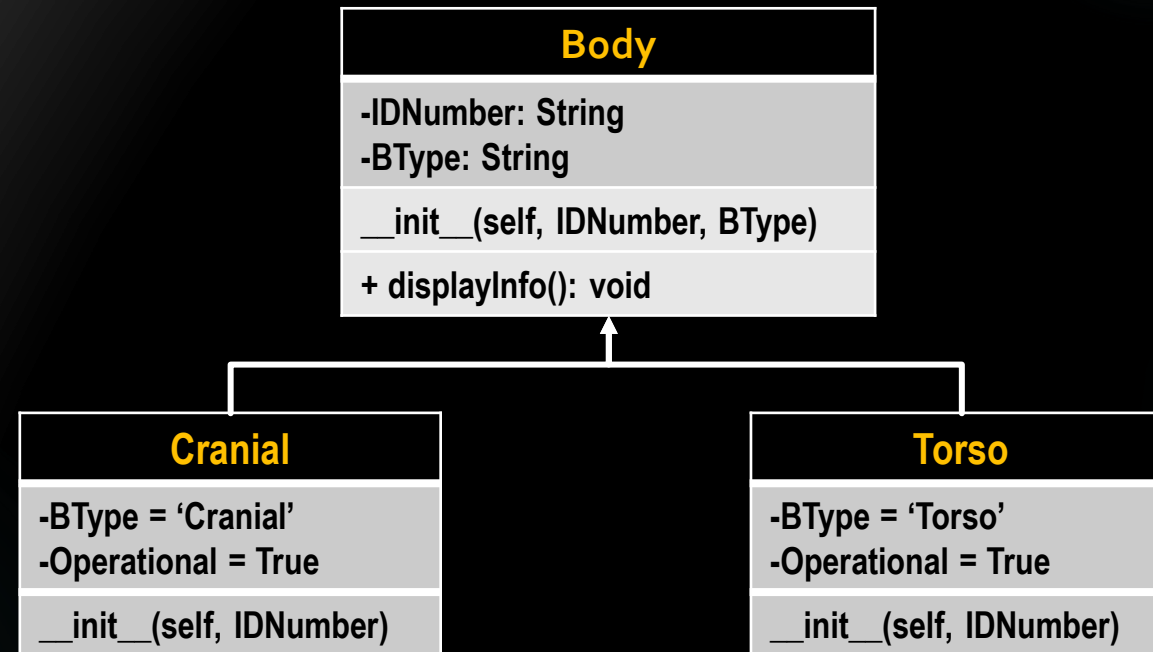 Body
-IDNumber: String
-BType: String
__init__(self, IDNumber, BType)
+ displayInfo(): void
Cranial
-BType = ‘Cranial’
-Operational = True
__init__(self, IDNumber)
Torso
-BType = ‘Torso’
-Operational = True
__init__(self, IDNumber)